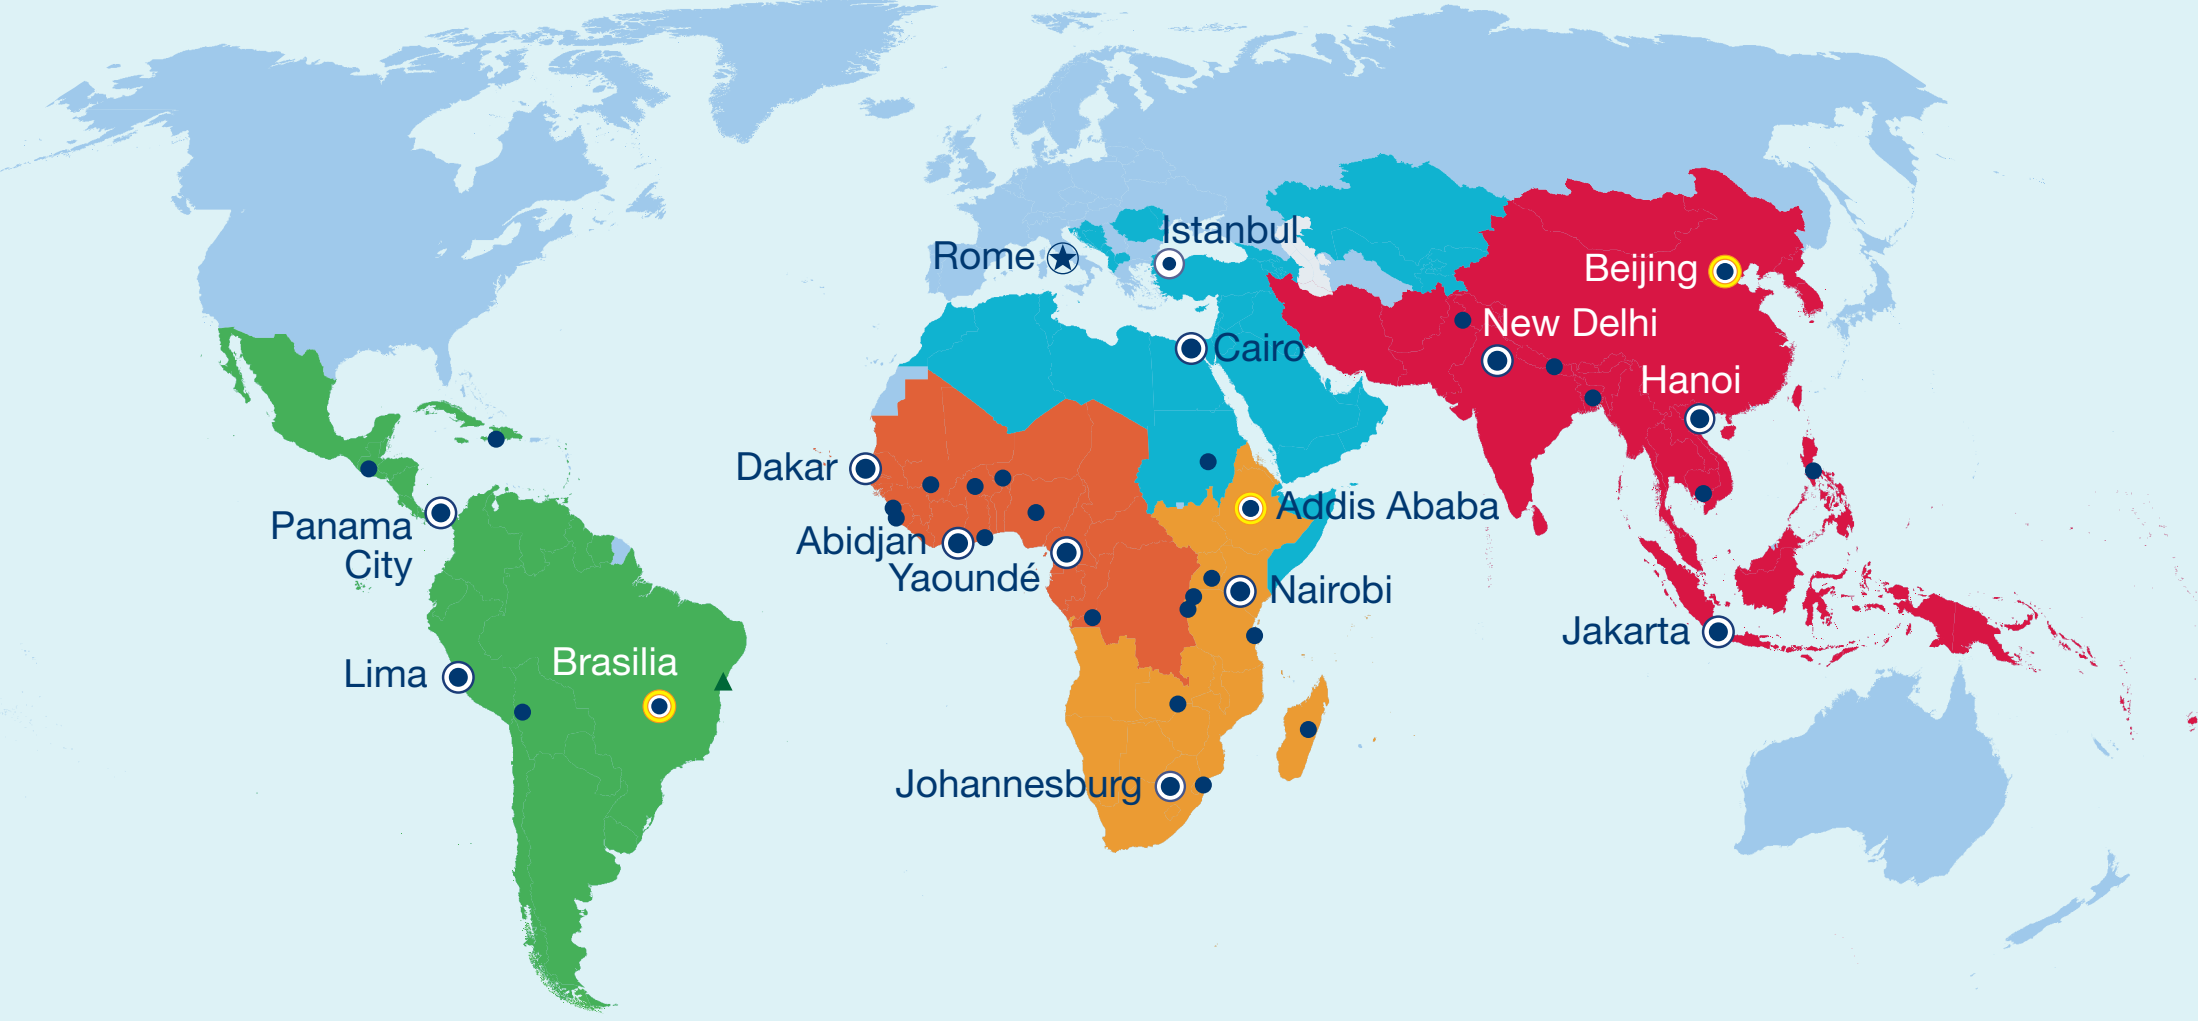 Istanbul
Rome
Beijing
New Delhi
Cairo
Hanoi
Dakar
Addis Ababa
Panama
City
Abidjan
Yaoundé
Nairobi
Jakarta
Brasilia
Lima
Johannesburg